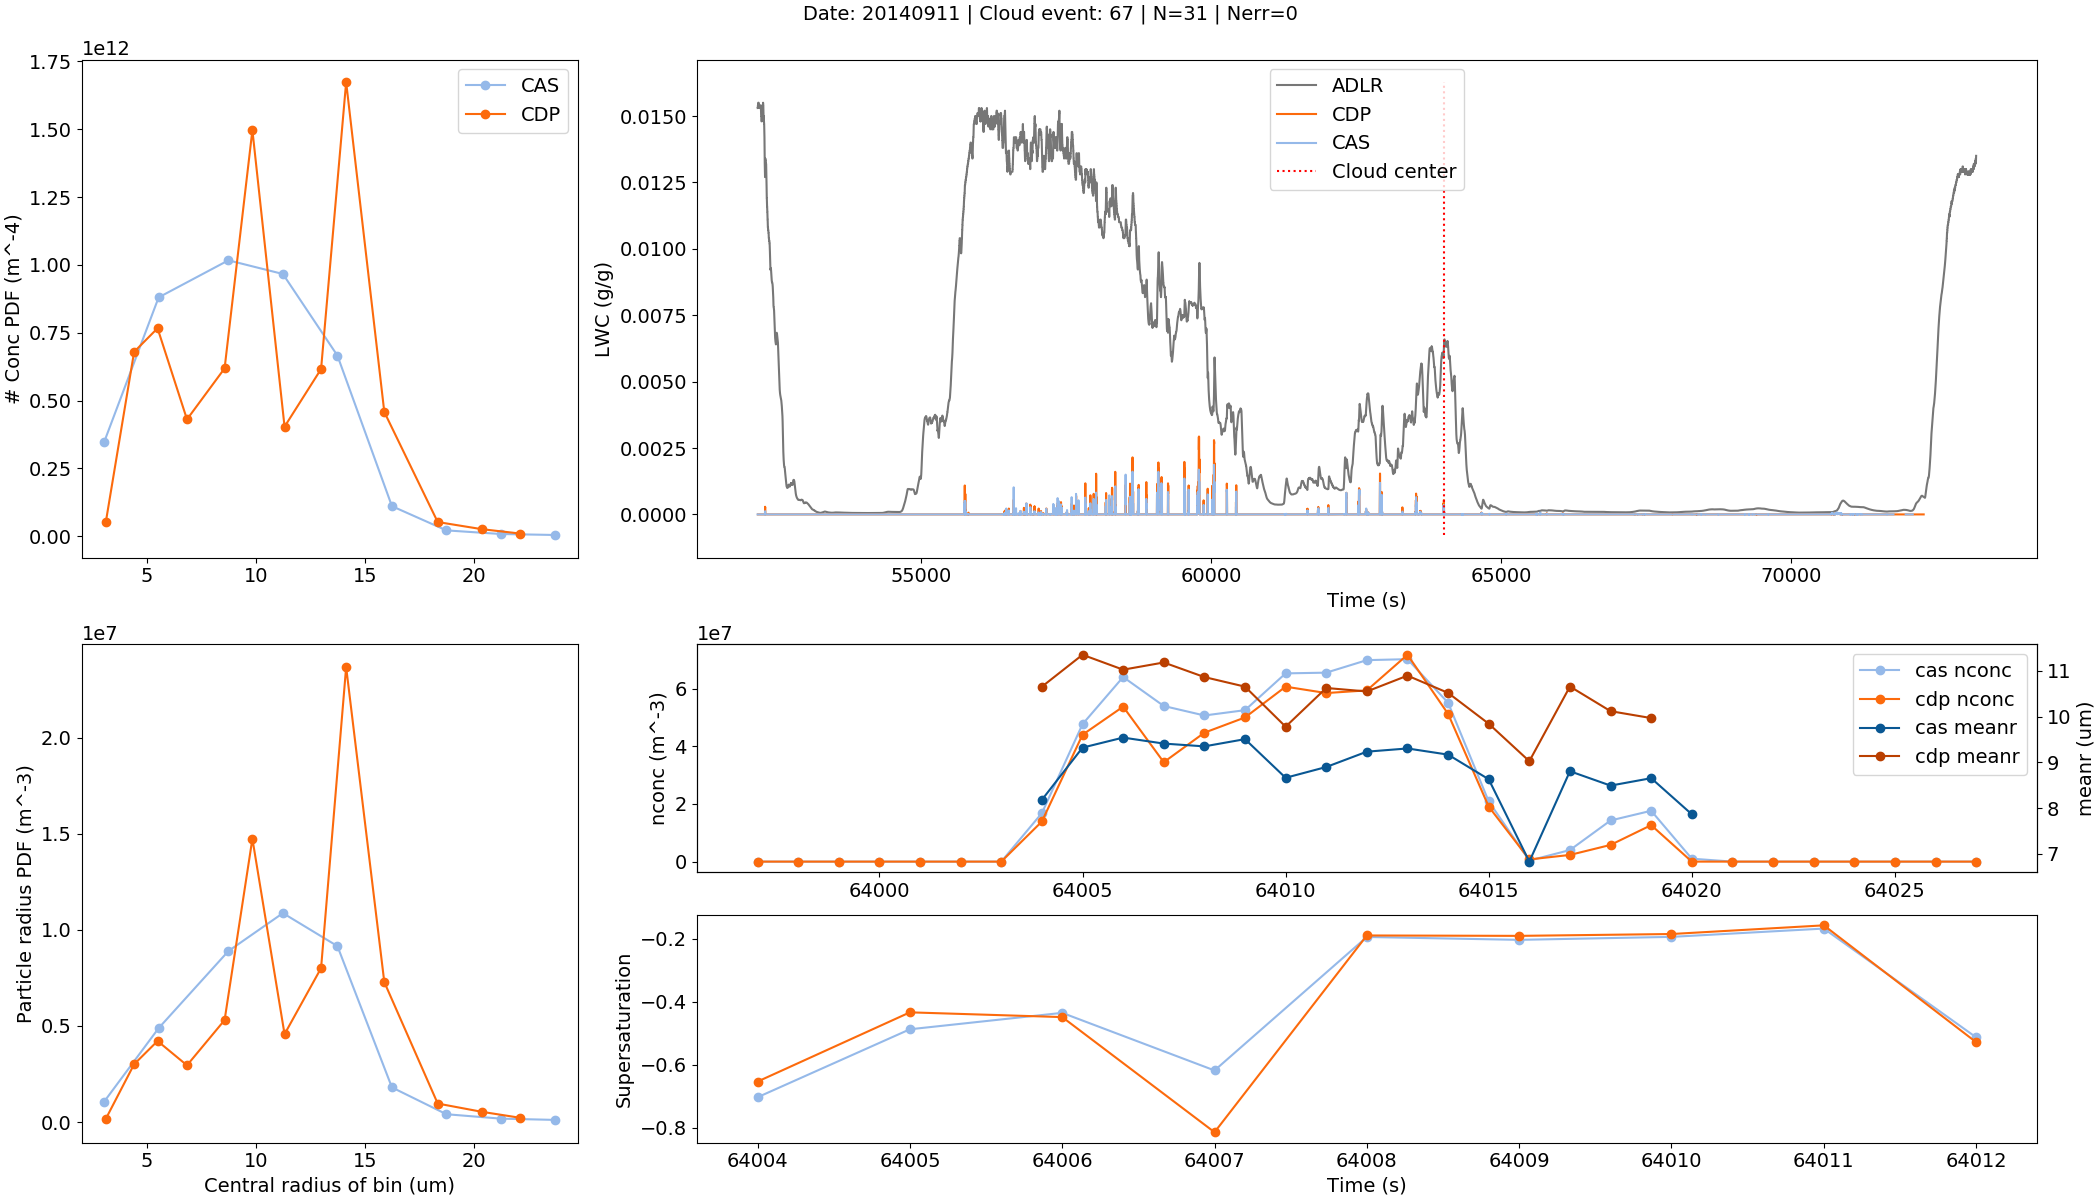 Date: 20140911 | Cloud event: 67 | N=31 | Nerr=0
1e12
# Conc PDF (m^-4)
1.75
1.50
1.25
1.00
0.75
0.50
0.25
0.00
5 10 15 20
CAS
CDP
LWC (g/g)
0.0150
0.0125
0.0100
0.0075
0.0050
0.0025
0.0000
55000 60000 65000 70000
Time (s)
ADLR
CDP
CAS
Cloud center
1e7
Particle radius PDF (m^-3)
2.0
1.5
1.0
0.5
0.0
5 10 15 20
Central radius of bin (um)
1e7
nconc (m^-3)
6
4
2
0
64000 64005 64010 64015 64020 64025
cas nconc
cdp nconc
cas meanr
cdp meanr
11
10
9
8
7
meanr (um)
Supersaturation
−0.2
−0.4
−0.6
−0.8
64004 64005 64006 64007 64008 64009 64010 64011 64012
Time (s)